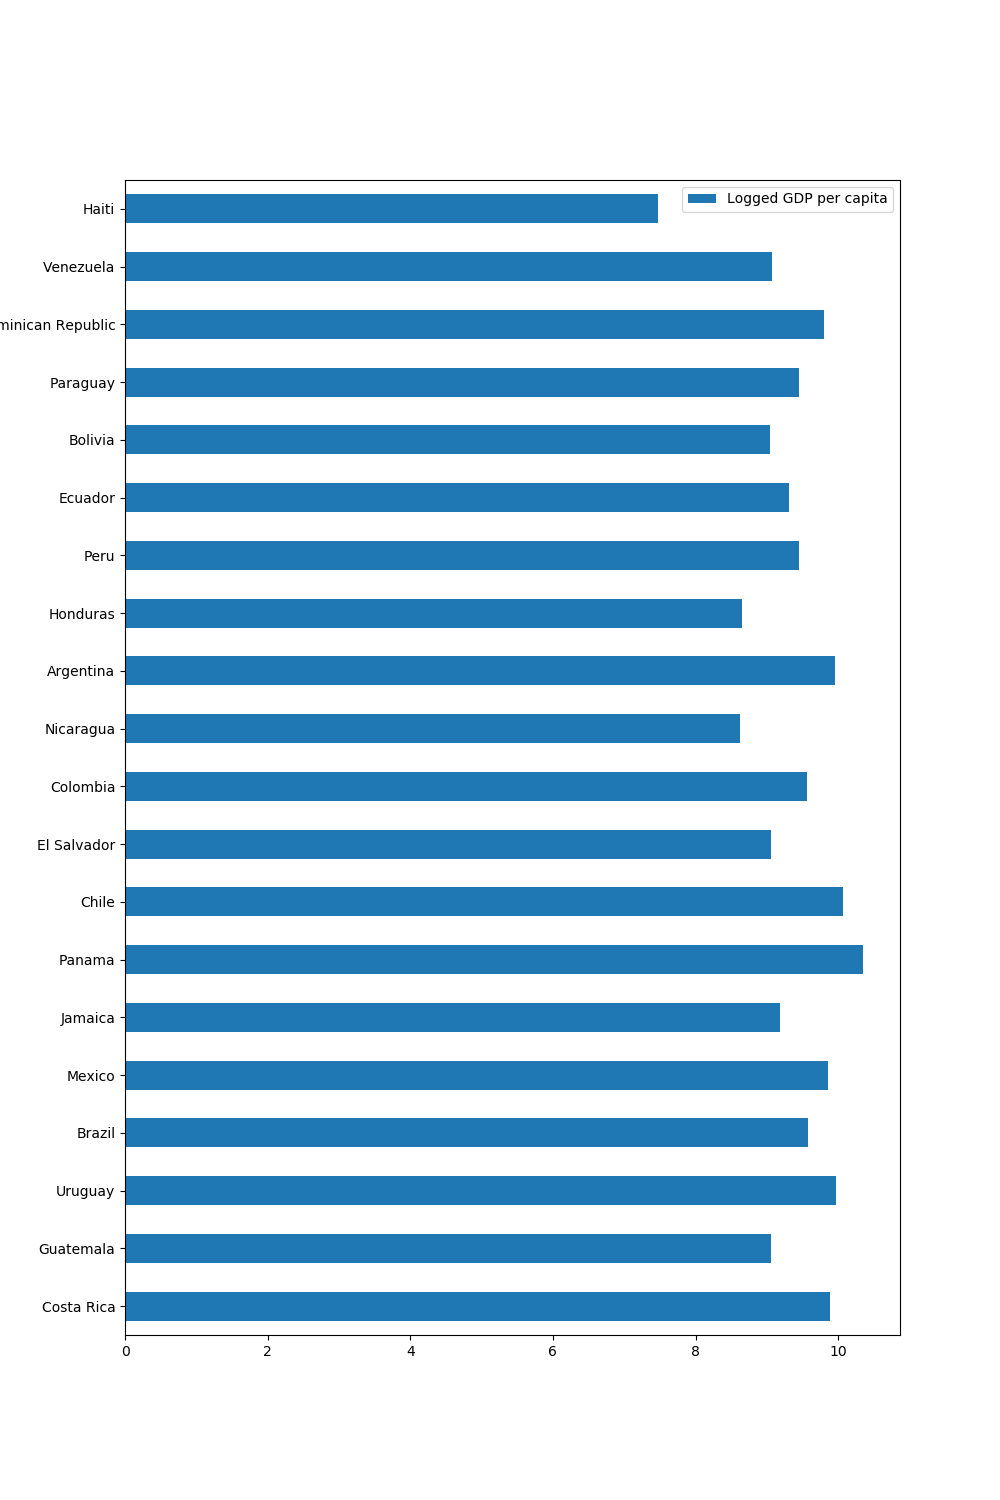 Logged GDP per capita
Haiti
Venezuela
minican Republic
Paraguay
Bolivia
Ecuador
Peru
Honduras
Argentina
Nicaragua
Colombia
El Salvador
Chile
Panama
Jamaica
Mexico
Brazil
Uruguay
Guatemala
Costa Rica
0 2 4 6 8 10